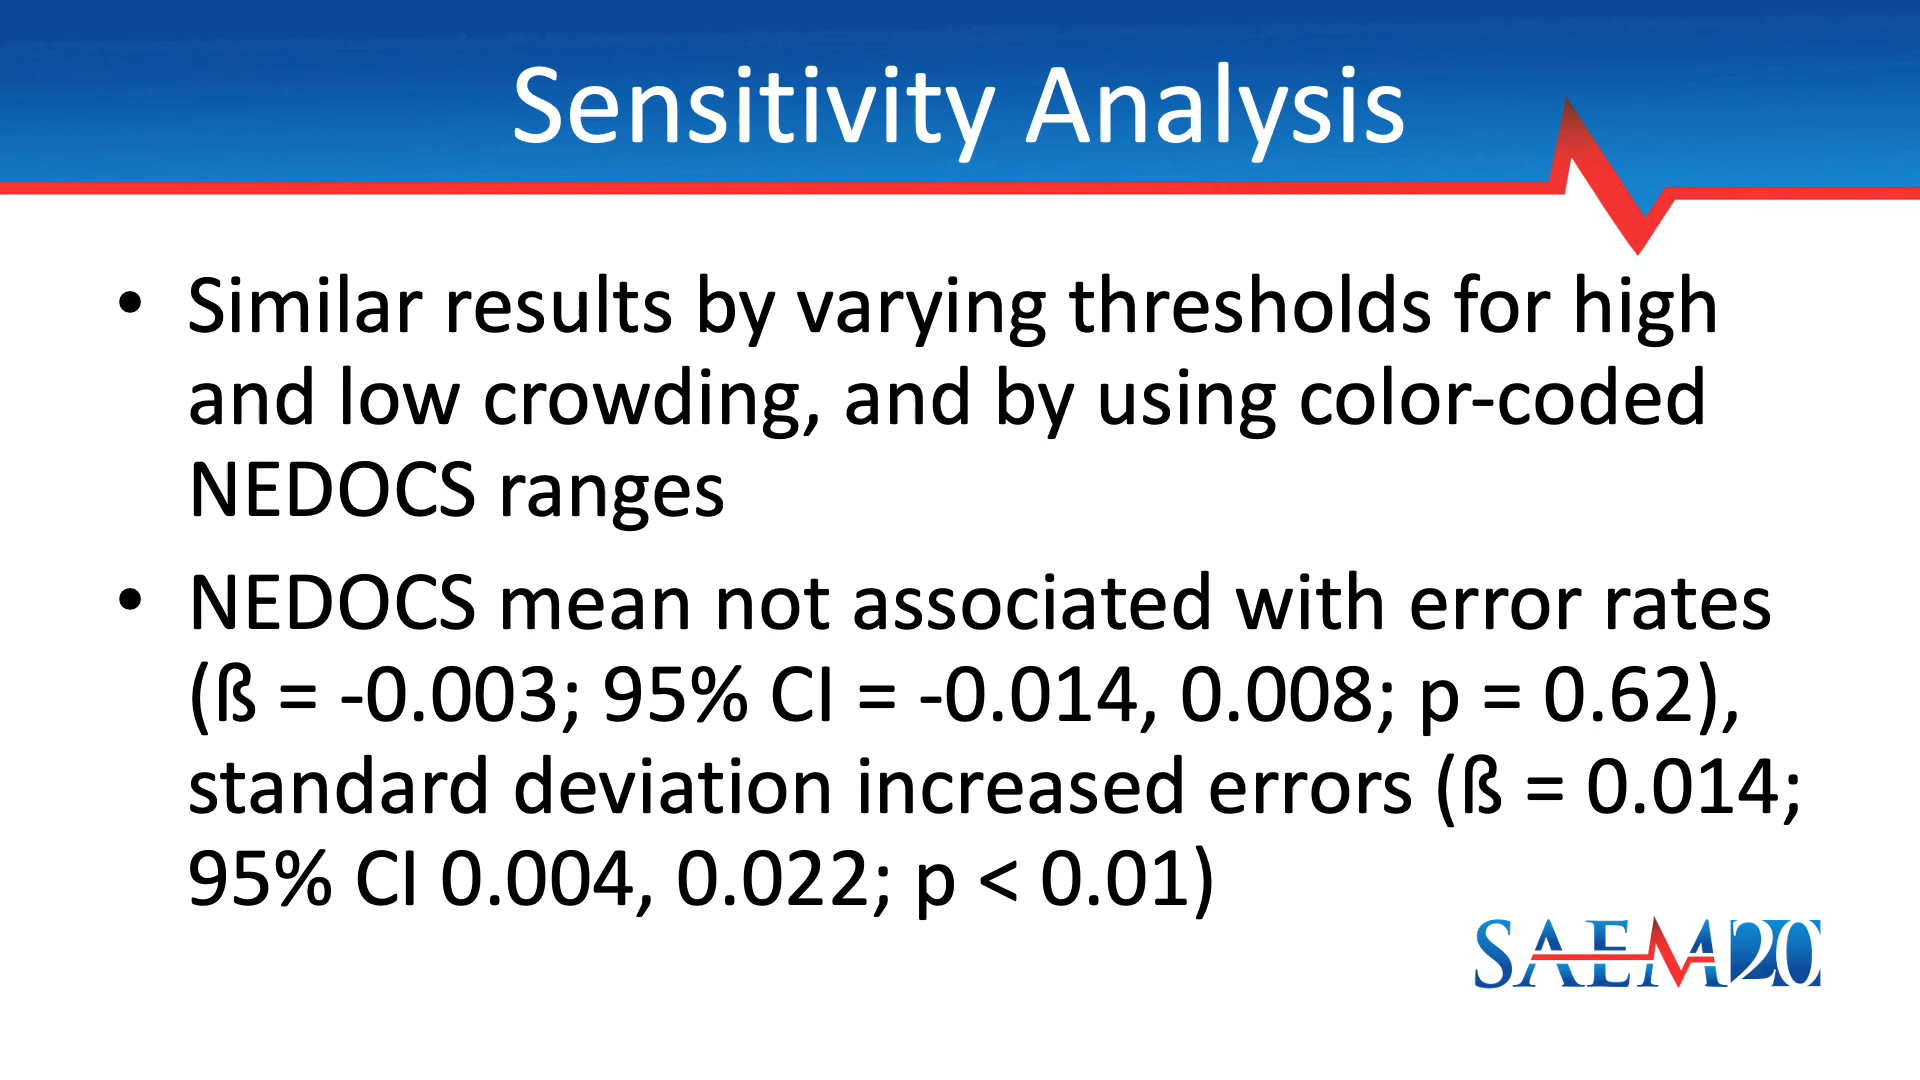 Sensitivity Analysis
• Similar results by varying thresholds for high
and low crowding, and by using color-coded
NEDOCS ranges
• NEDOCS mean not associated with error rates
(ß = -0.003; 95% CI = -0.014, 0.008; p = 0.62),
standard deviation increased errors (ß = 0.014;
95% CI 0.004, 0.022; p < 0.01)
SAEM20